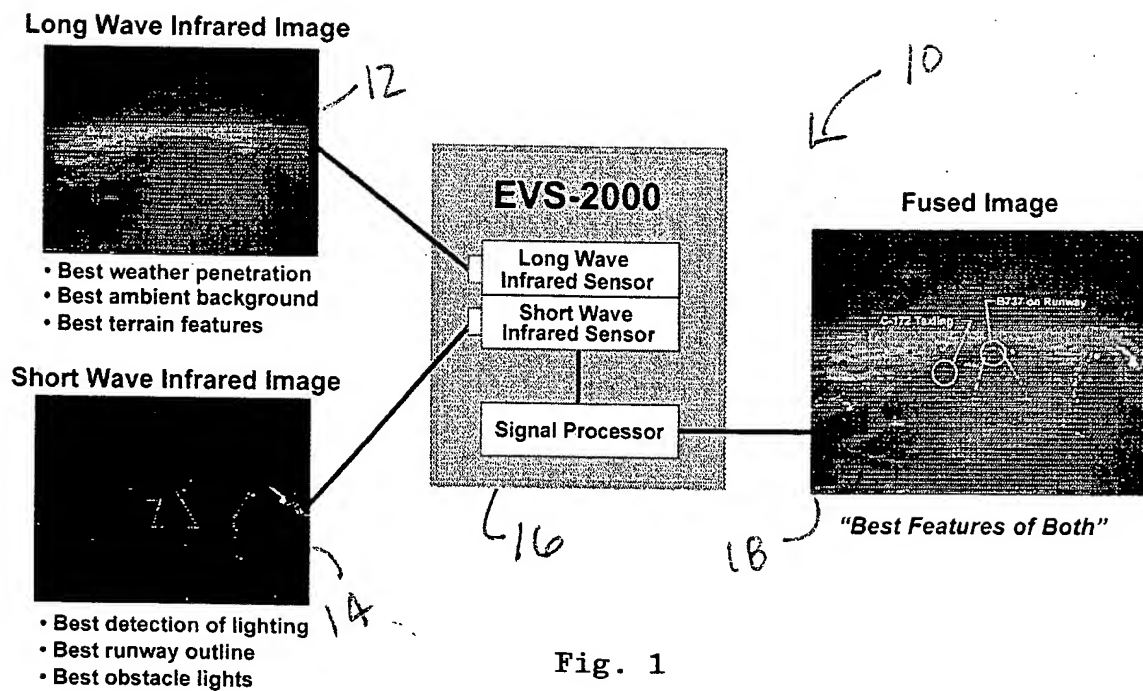 Long Wave Infrared Image
12
• Best weather penetration
• Best ambient background
• Best terrain features
Short Wave Infrared Image
14
• Best detection of lighting
• Best runway outline
• Best obstacle lights
EVS-2000
Long Wave
Infrared Sensor
Short Wave
Infrared Sensor
Signal Processor
16
10
Fused Image
B737 on Runway
C-172 Taxiing
18
"Best Features of Both"
Fig. 1